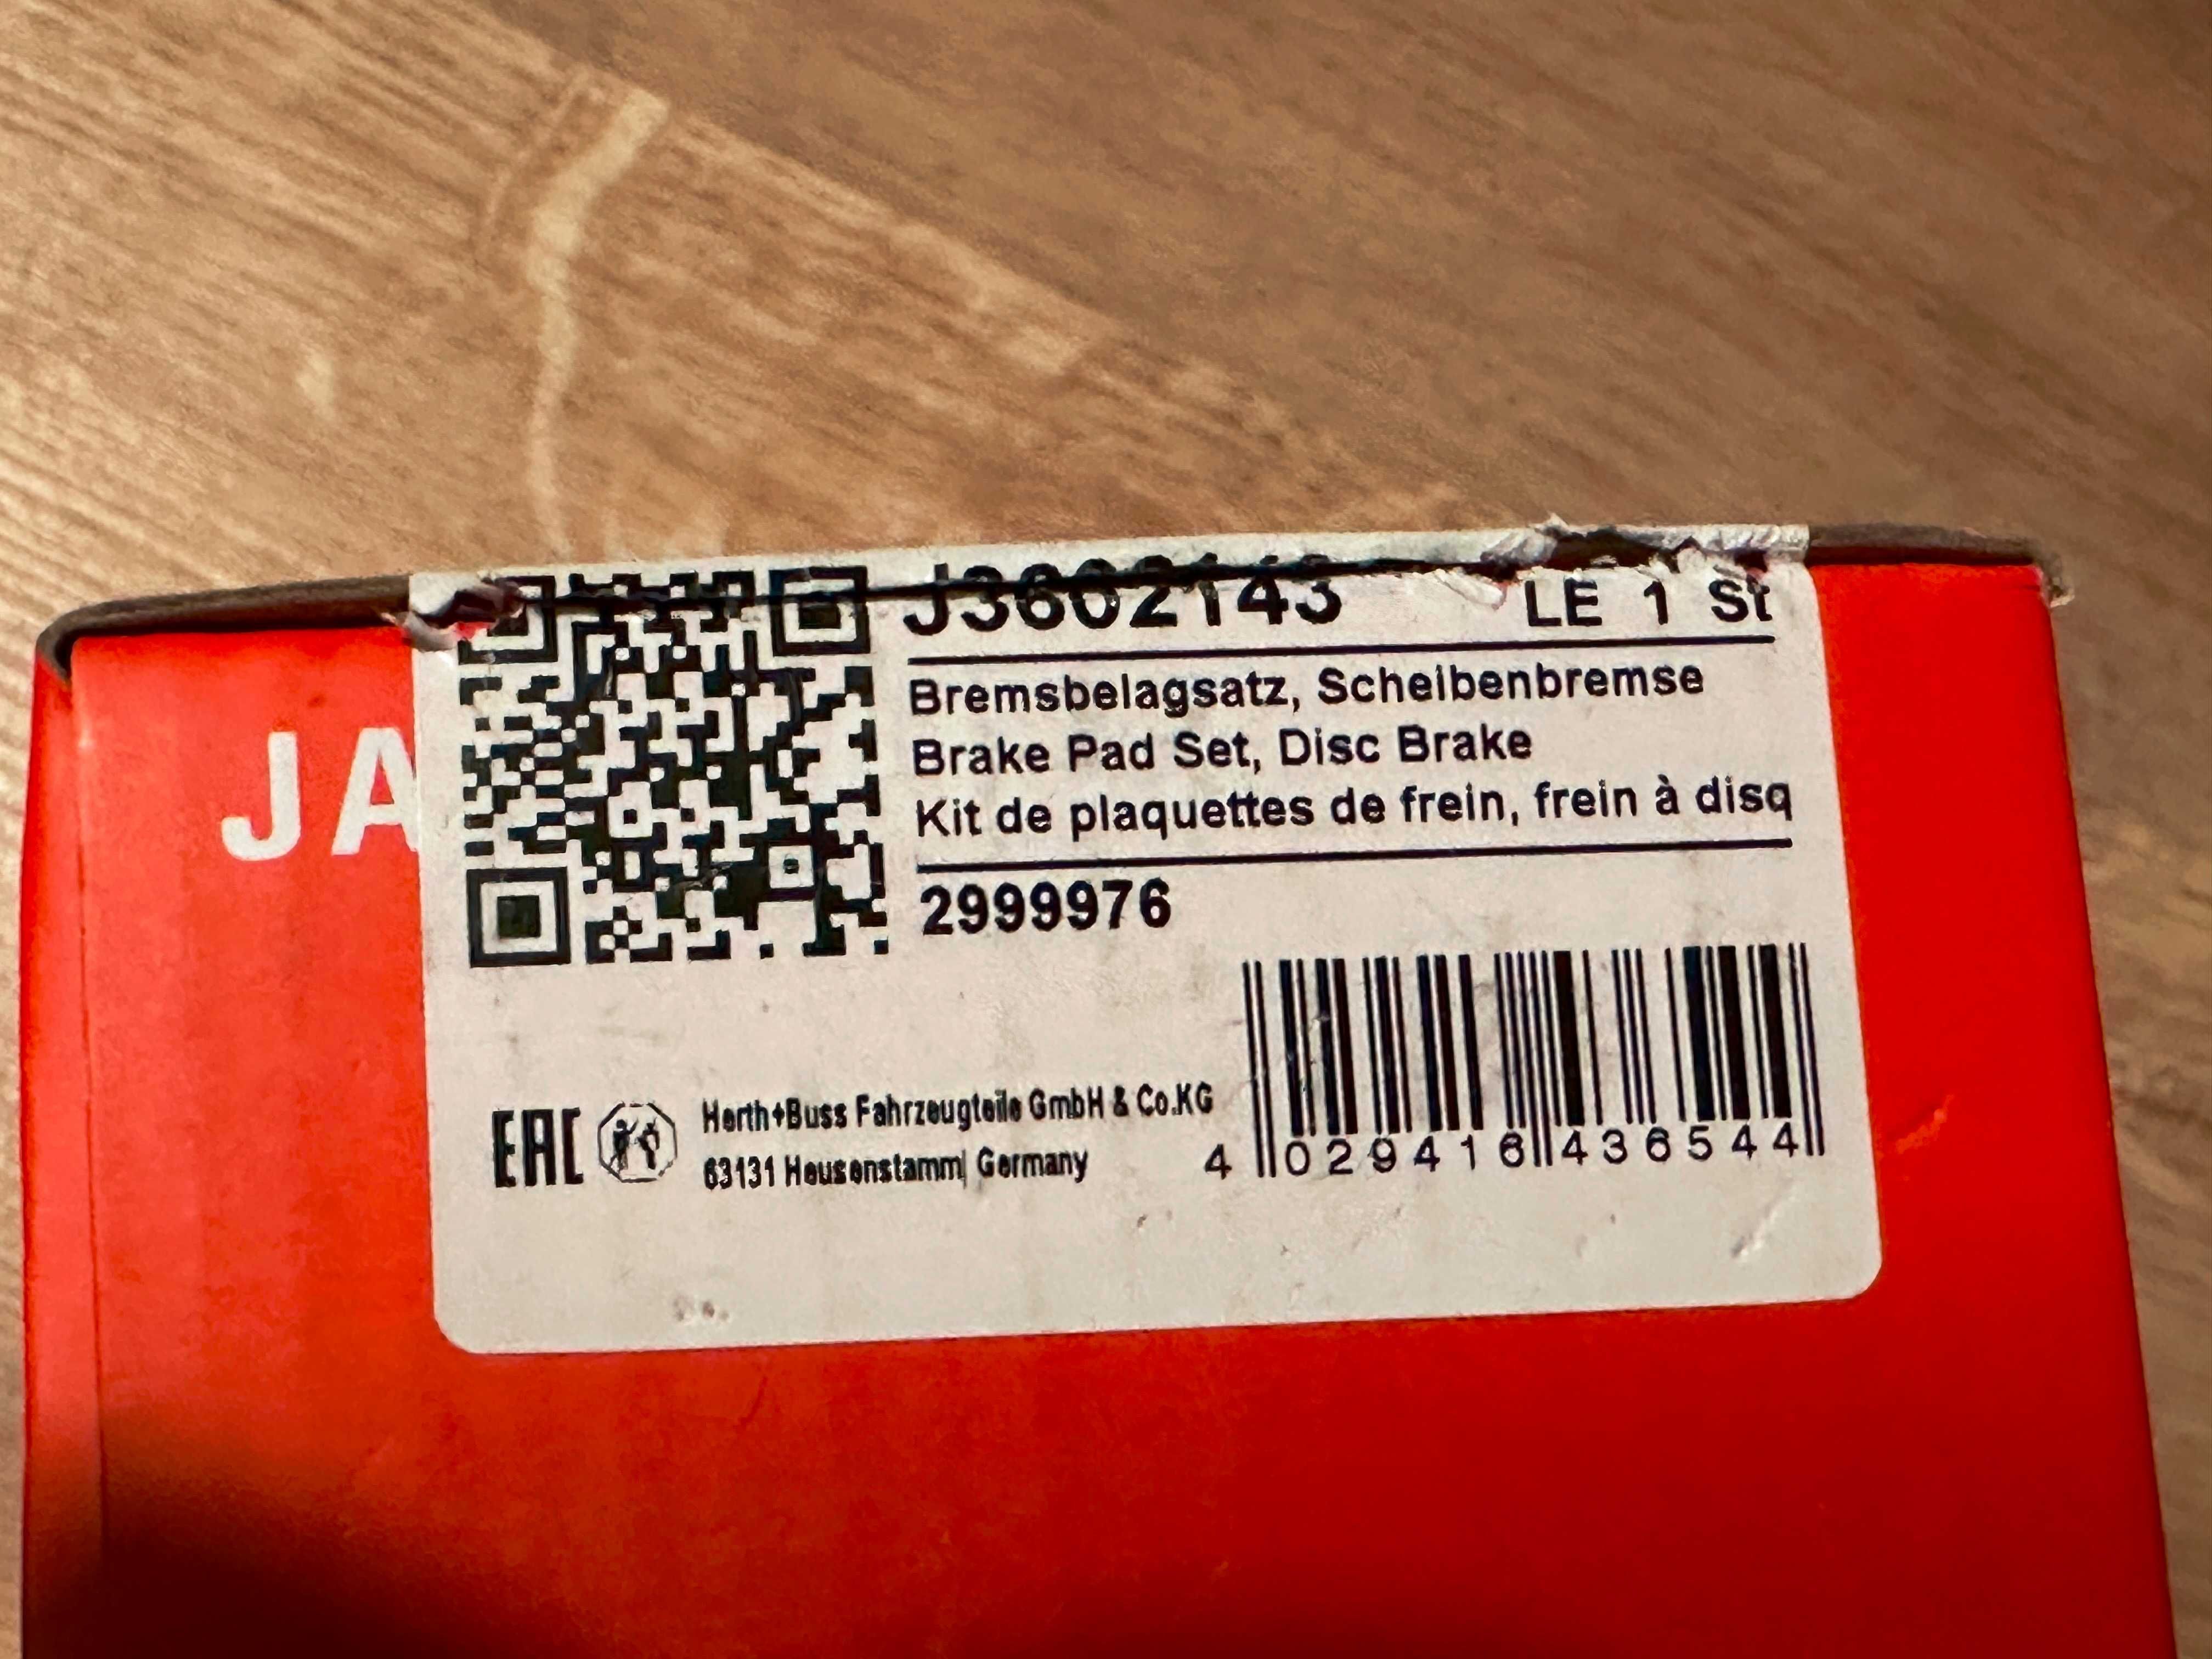 J3602143 LE 1 St
Bremsbelagsatz, Scheibenbremse
Brake Pad Set, Disc Brake
Kit de plaquettes de frein, frein à disq
2999976
JA
EAC Herth+Buss Fahrzeugteile GmbH & Co.KG
63131 Heusenstamm| Germany
4 029416 436544